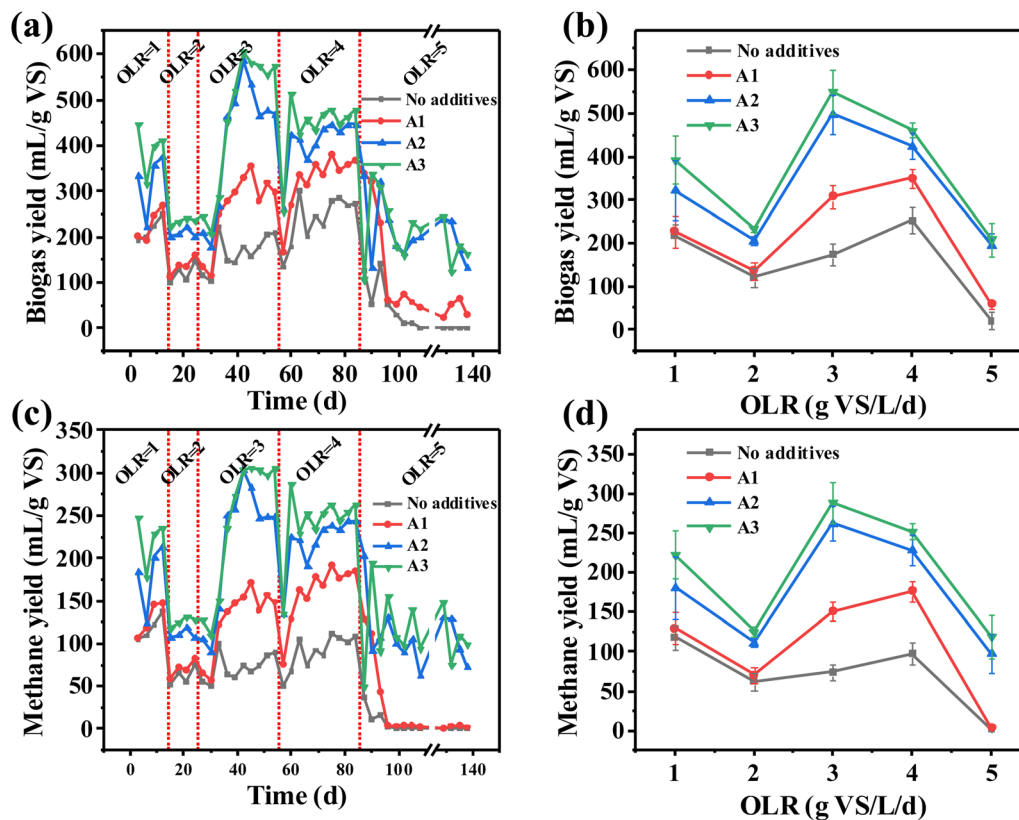 (a)
OLR=1
OLR=2
OLR=3
OLR=4
OLR=5
No additives
A1
A2
A3
600
500
400
300
200
100
0
Biogas yield (mL/g VS)
0 20 40 60 80 100 140
Time (d)
(b)
No additives
A1
A2
A3
600
500
400
300
200
100
0
Biogas yield (mL/g VS)
1 2 3 4 5
OLR (g VS/L/d)
(c)
OLR=1
OLR=2
OLR=3
OLR=4
OLR=5
No additives
A1
A2
A3
350
300
250
200
150
100
50
0
Methane yield (mL/g VS)
0 20 40 60 80 100 140
Time (d)
(d)
No additives
A1
A2
A3
350
300
250
200
150
100
50
0
Methane yield (mL/g VS)
1 2 3 4 5
OLR (g VS/L/d)